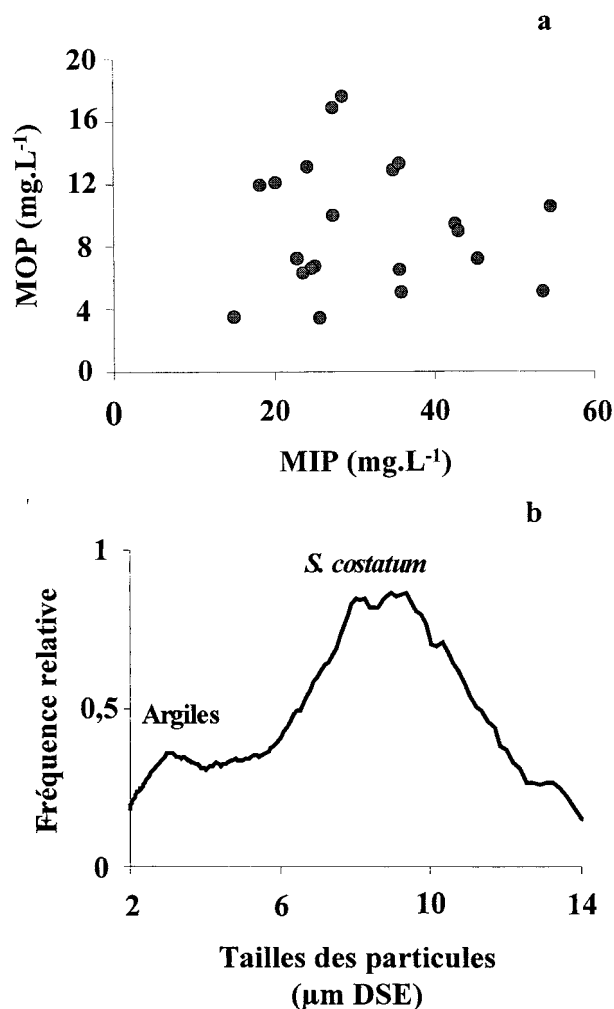 a
20
16
12
8
4
0
MOP (mg.L-1)
0
20
40
60
MIP (mg.L-1)
b
S. costatum
1
0,5
0
Argiles
Fréquence relative
2
6
10
14
Tailles des particules
(µm DSE)